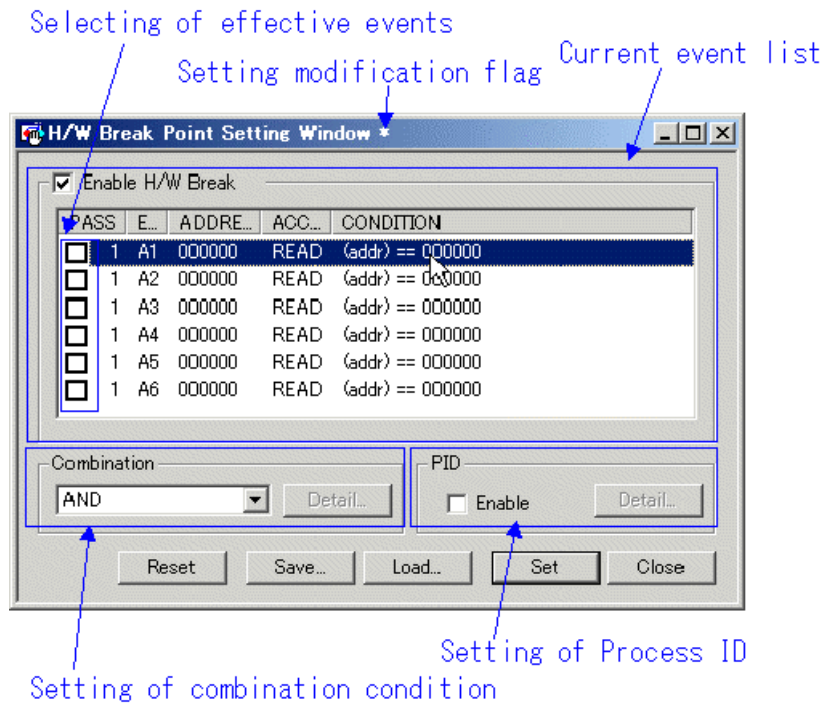 Selecting of effective events
Setting modification flag
Current event list
H/W Break Point Setting Window *
Enable H/W Break
PASS E... ADDRE... ACC... CONDITION
1 A1 000000 READ (addr) == 000000
1 A2 000000 READ (addr) == 000000
1 A3 000000 READ (addr) == 000000
1 A4 000000 READ (addr) == 000000
1 A5 000000 READ (addr) == 000000
1 A6 000000 READ (addr) == 000000
Combination
AND
Detail...
PID
Enable
Detail...
Reset
Save...
Load...
Set
Close
Setting of Process ID
Setting of combination condition